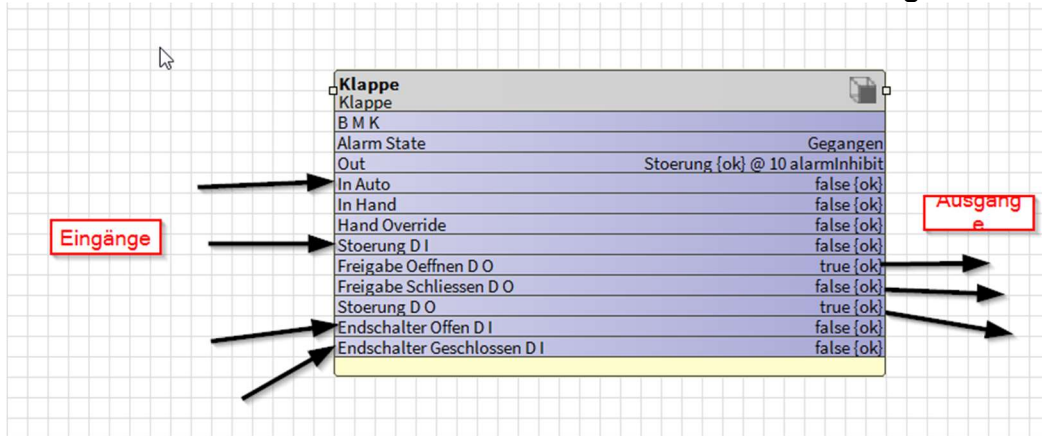 Klappe
Klappe
B M K
Alarm State Gegangen
Out Stoerung {ok} @ 10 alarmInhibit
In Auto false {ok}
In Hand false {ok}
Hand Override false {ok}
Stoerung D I false {ok}
Freigabe Oeffnen D O true {ok}
Freigabe Schliessen D O false {ok}
Stoerung D O true {ok}
Endschalter Offen D I false {ok}
Endschalter Geschlossen D I false {ok}
Eingänge
Ausgäng
e